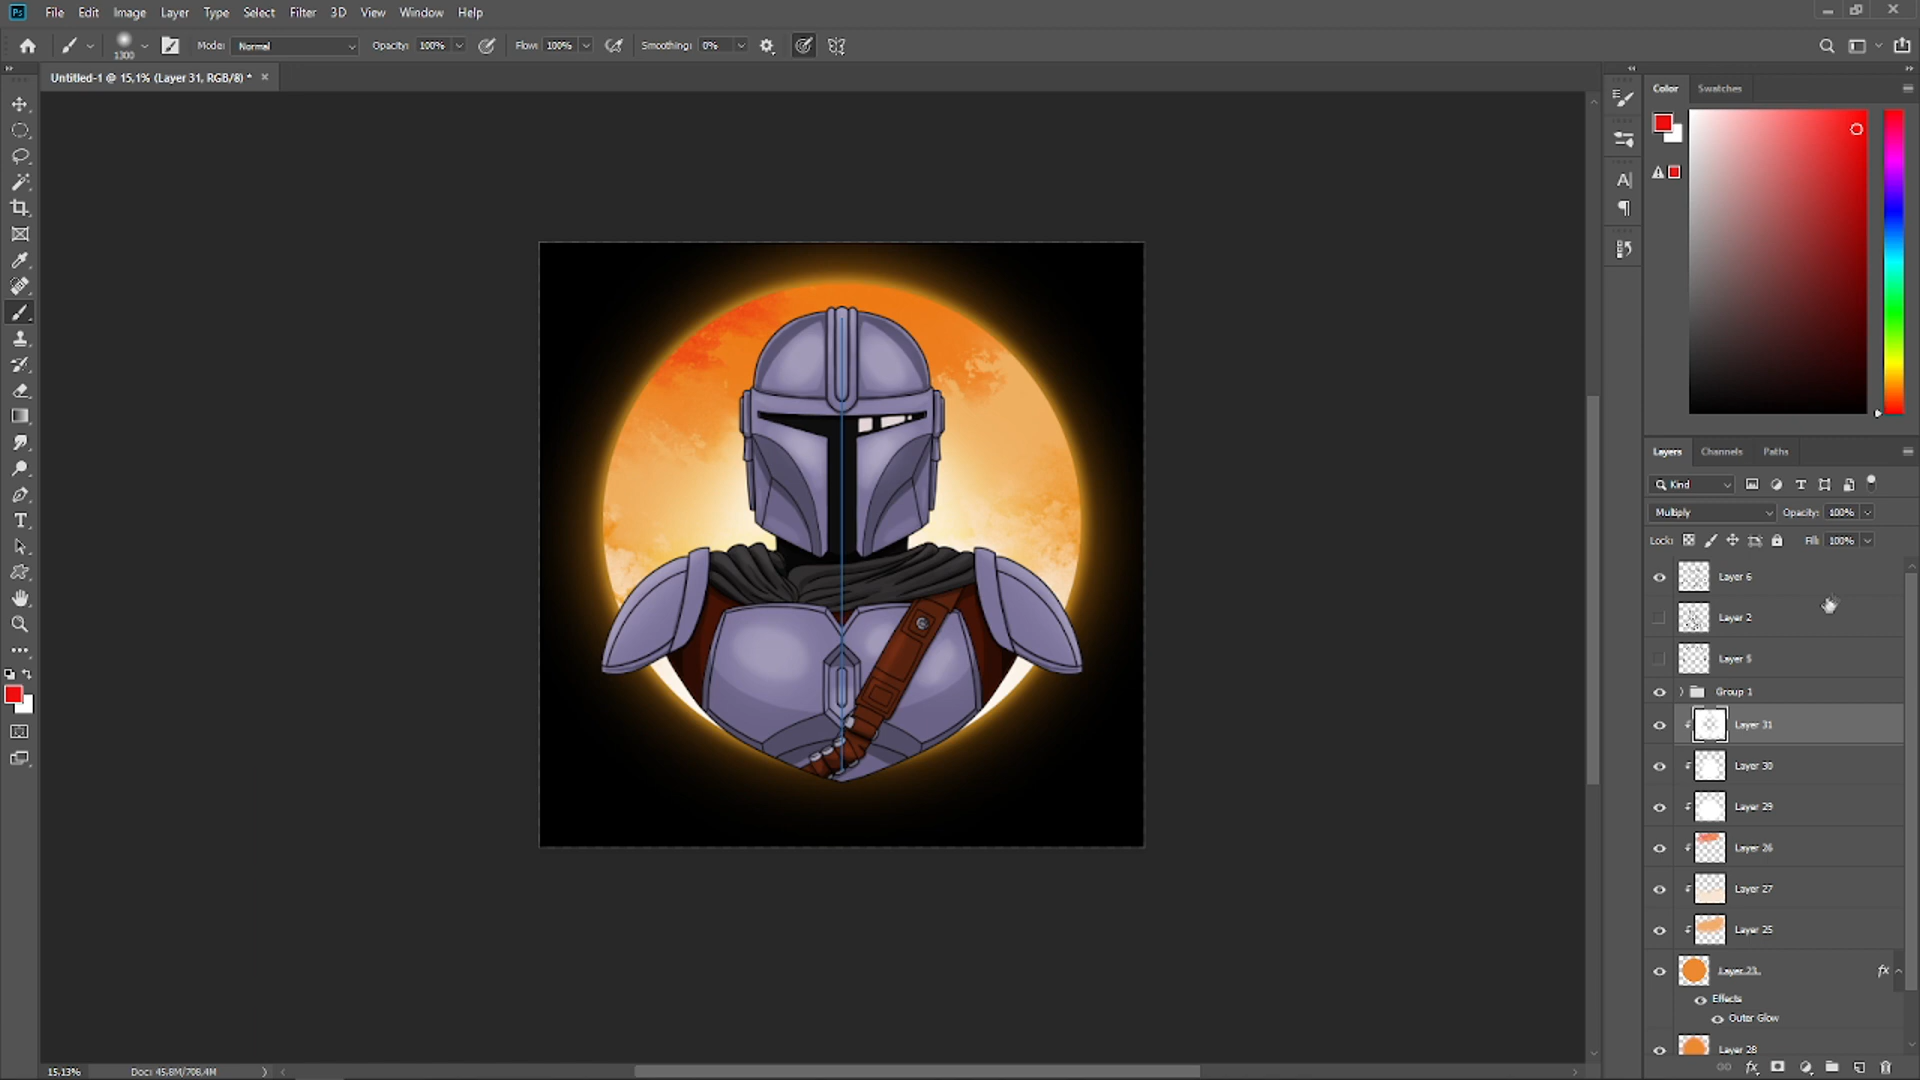 Ps File Edit Image Layer Type Select Filter 3D View Window Help
1300 Mode: Normal Opacity: 100% Flow: 100% Smoothing: 0%
Untitled-1 @ 15,1% (Layer 31, RGB/8) *
Color Swatches
Layers Channels Paths
Kind
Multiply Opacity: 100%
Lock: Fill: 100%
Layer 6
Layer 2
Layer 5
Group 1
Layer 31
Layer 30
Layer 29
Layer 26
Layer 27
Layer 25
Layer 23 fx
Effects
Outer Glow
Layer 28
15,13% Doc: 45,8M/708,4M